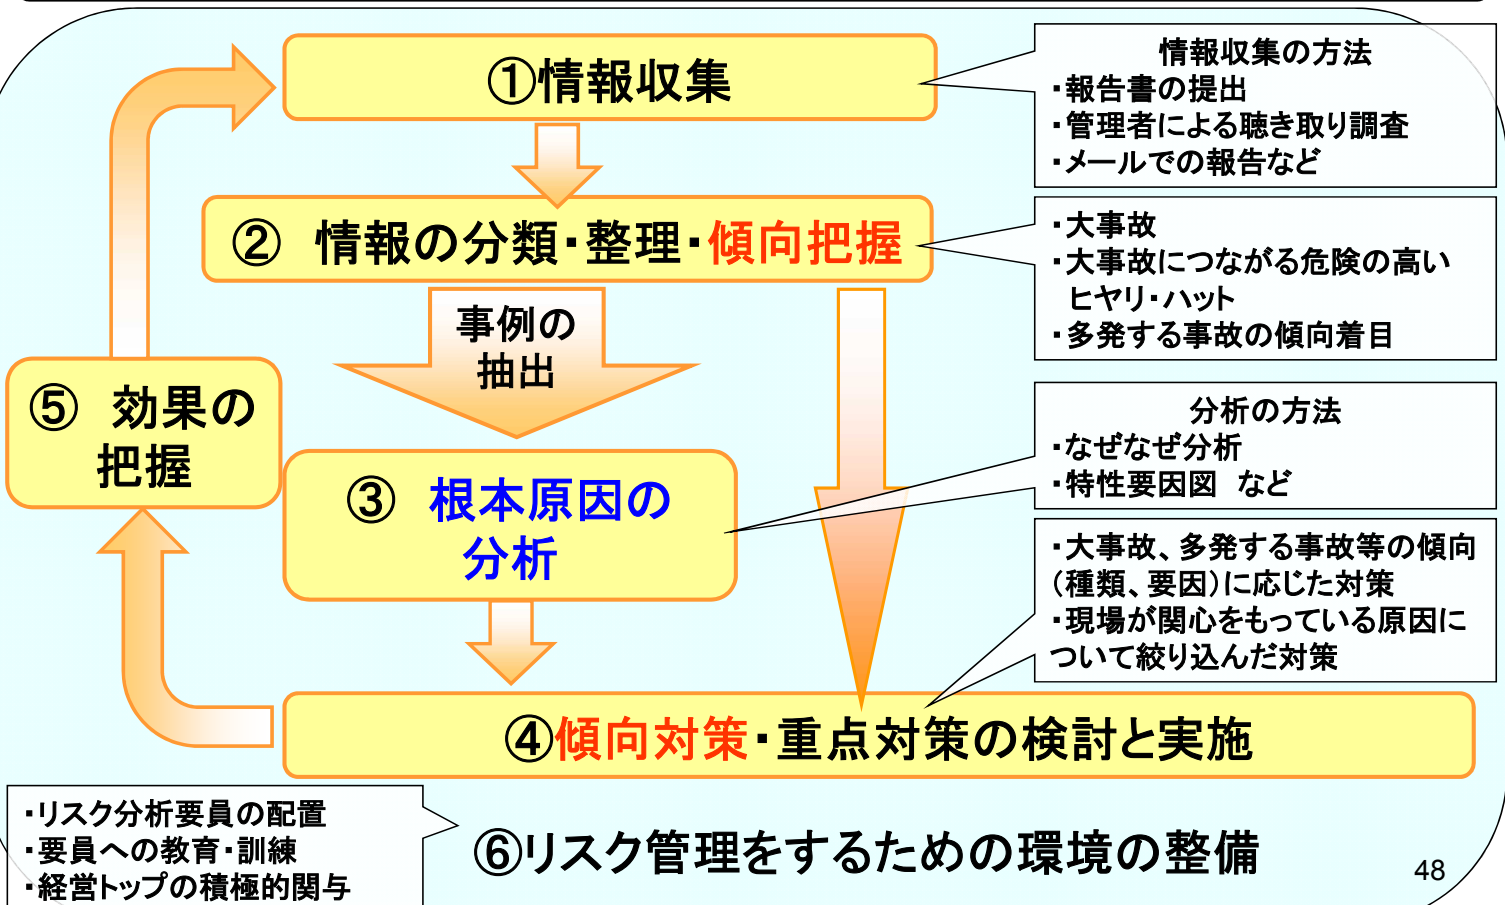 ①情報収集
情報収集の方法
・報告書の提出
・管理者による聴き取り調査
・メールでの報告など
② 情報の分類・整理・傾向把握
・大事故
・大事故につながる危険の高い
ヒヤリ・ハット
・多発する事故の傾向着目
事例の
抽出
⑤ 効果の
把握
③ 根本原因の
分析
分析の方法
・なぜなぜ分析
・特性要因図 など
・大事故、多発する事故等の傾向
(種類、要因)に応じた対策
・現場が関心をもっている原因に
ついて絞り込んだ対策
④傾向対策・重点対策の検討と実施
・リスク分析要員の配置
・要員への教育・訓練
・経営トップの積極的関与
⑥リスク管理をするための環境の整備
48